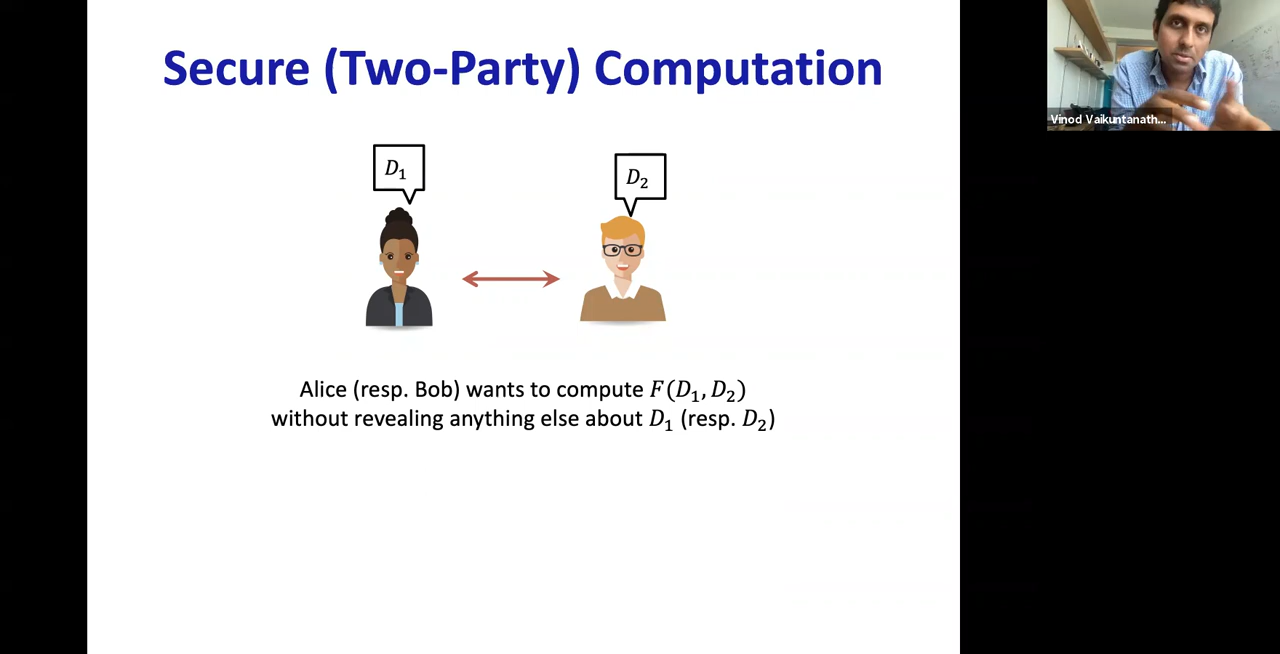 Secure (Two-Party) Computation
Vinod Vaikuntanath...
D₁
D₂
Alice (resp. Bob) wants to compute F(D₁, D₂)
without revealing anything else about D₁ (resp. D₂)